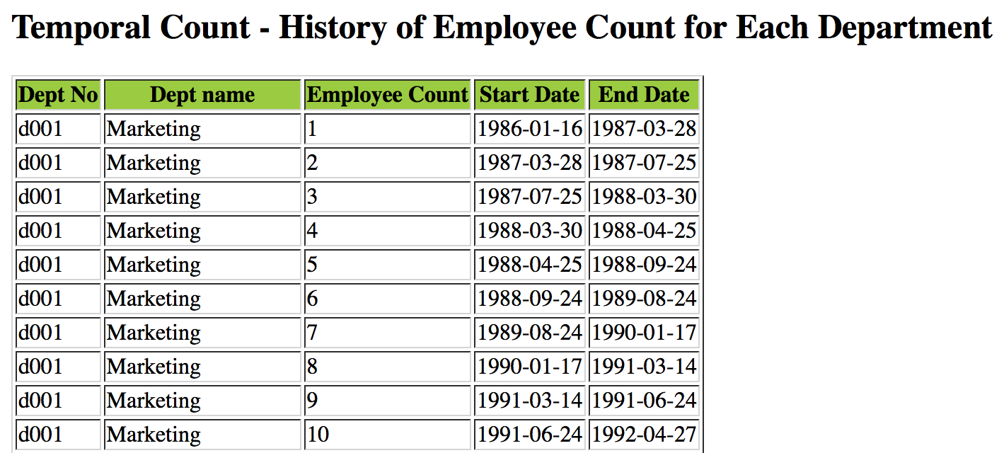 Temporal Count - History of Employee Count for Each Department
Dept No Dept name Employee Count Start Date End Date
d001 Marketing 1 1986-01-16 1987-03-28
d001 Marketing 2 1987-03-28 1987-07-25
d001 Marketing 3 1987-07-25 1988-03-30
d001 Marketing 4 1988-03-30 1988-04-25
d001 Marketing 5 1988-04-25 1988-09-24
d001 Marketing 6 1988-09-24 1989-08-24
d001 Marketing 7 1989-08-24 1990-01-17
d001 Marketing 8 1990-01-17 1991-03-14
d001 Marketing 9 1991-03-14 1991-06-24
d001 Marketing 10 1991-06-24 1992-04-27